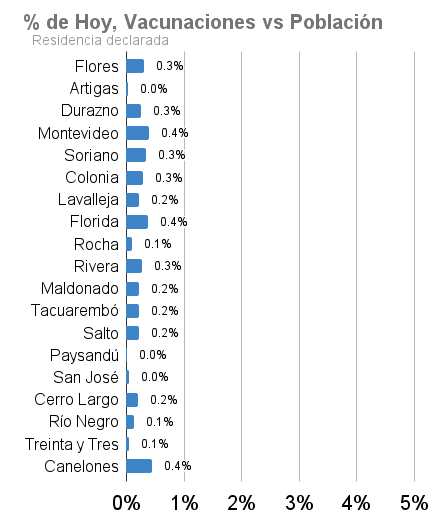 % de Hoy, Vacunaciones vs Población
Residencia declarada
Flores 0.3%
Artigas 0.0%
Durazno 0.3%
Montevideo 0.4%
Soriano 0.3%
Colonia 0.3%
Lavalleja 0.2%
Florida 0.4%
Rocha 0.1%
Rivera 0.3%
Maldonado 0.2%
Tacuarembó 0.2%
Salto 0.2%
Paysandú 0.0%
San José 0.0%
Cerro Largo 0.2%
Río Negro 0.1%
Treinta y Tres 0.1%
Canelones 0.4%
0% 1% 2% 3% 4% 5%